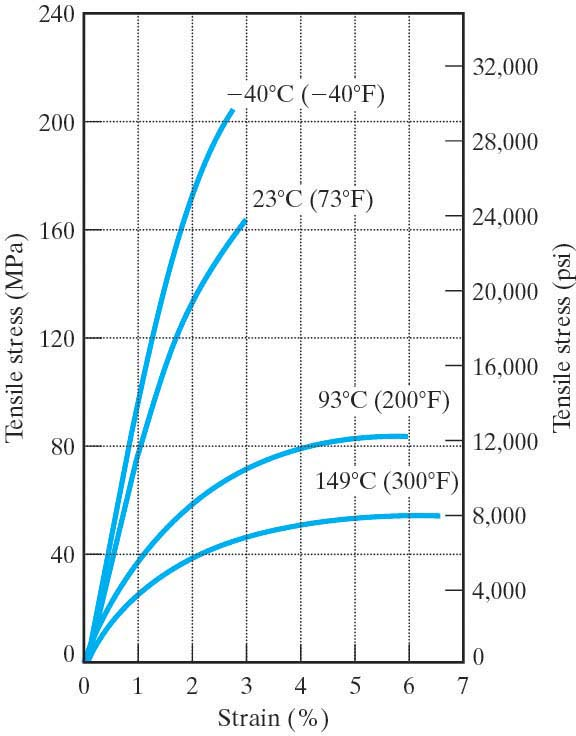 240
200
160
120
80
40
0
Tensile stress (MPa)
32,000
28,000
24,000
20,000
16,000
12,000
8,000
4,000
0
Tensile stress (psi)
−40°C (−40°F)
23°C (73°F)
93°C (200°F)
149°C (300°F)
0 1 2 3 4 5 6 7
Strain (%)